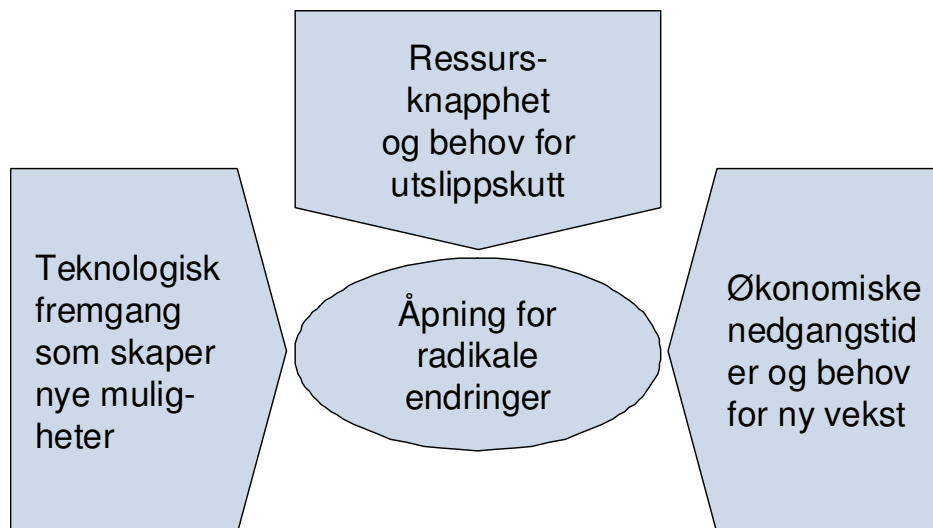 Ressurs-
knapphet
og behov for
utslippskutt
Teknologisk
fremgang
som skaper
nye mulig-
heter
Åpning for
radikale
endringer
Økonomiske
nedgangstid
er og behov
for ny vekst